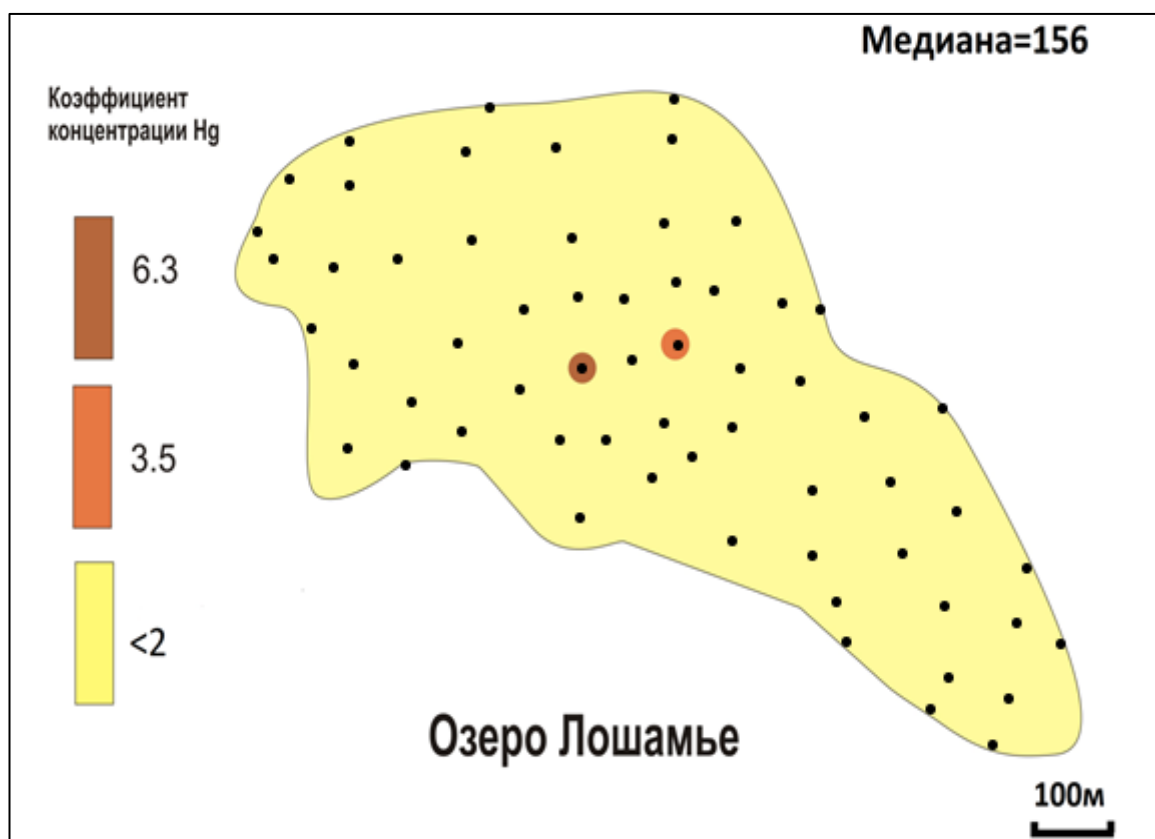 Медиана=156
Коэффициент
концентрации Hg
6.3
3.5
<2
Озеро Лошамье
100м